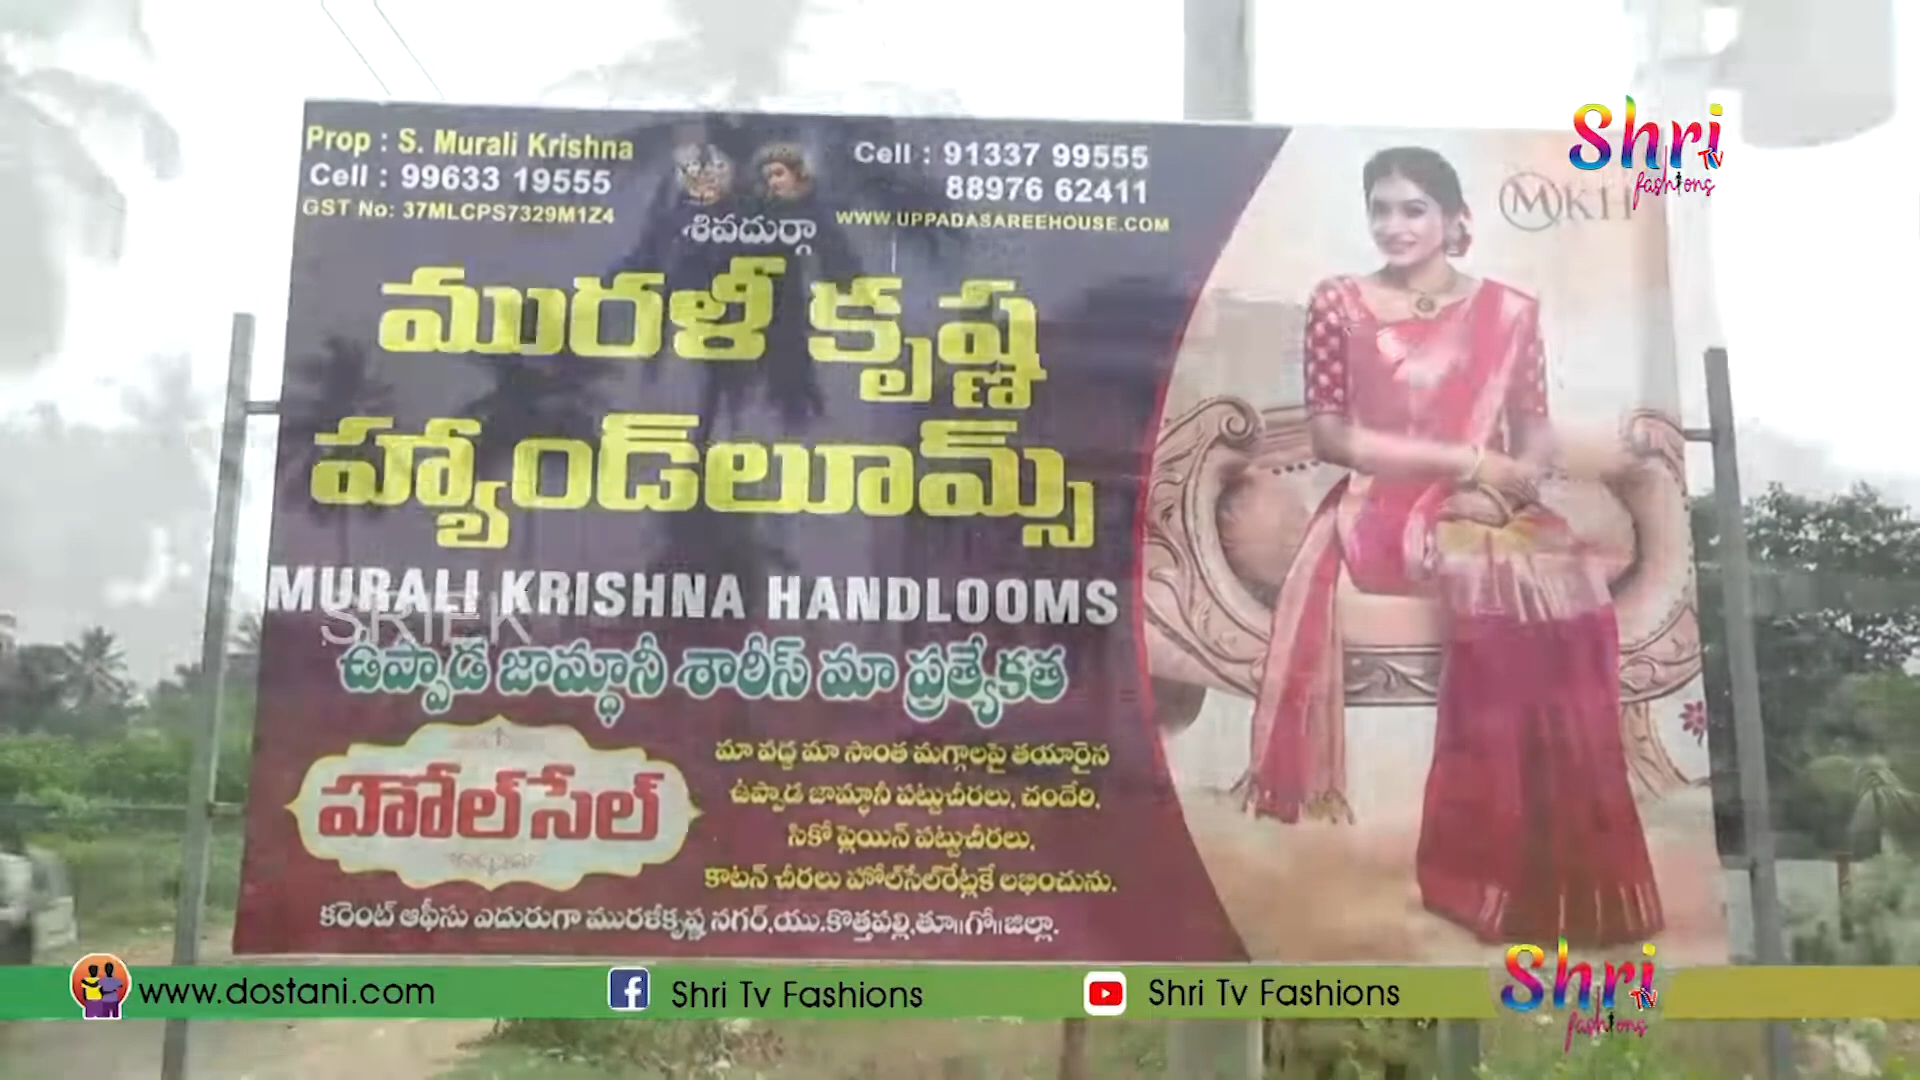 Prop : S. Murali Krishna
Cell : 99633 19555
GST No: 37MLCPS7329M1Z4
శివదుర్గా
Cell : 91337 99555
88976 62411
WWW.UPPADASAREEHOUSE.COM
MKH
Shri
TV
fashions
మురళీ కృష్ణ
హ్యాండ్‌లూమ్స్
MURALI KRISHNA HANDLOOMS
SRIEK
ఉప్పాడ జామ్ధానీ శారీస్ మా ప్రత్యేకత
హోల్‌సేల్
మా వద్ద మా సొంత మగ్గాలపై తయారైన
ఉప్పాడ జామ్ధానీ పట్టుచీరలు, చందేరి,
సికో ప్లెయిన్ పట్టుచీరలు,
కాటన్ చీరలు హోల్‌సేల్‌రేట్లకే లభించును.
కరెంట్ ఆఫీసు ఎదురుగా మురళీకృష్ణ నగర్,యు.కొత్తపల్లి,తూ॥గో॥జిల్లా.
www.dostani.com
Shri Tv Fashions
Shri Tv Fashions
Shri
TV
fashions